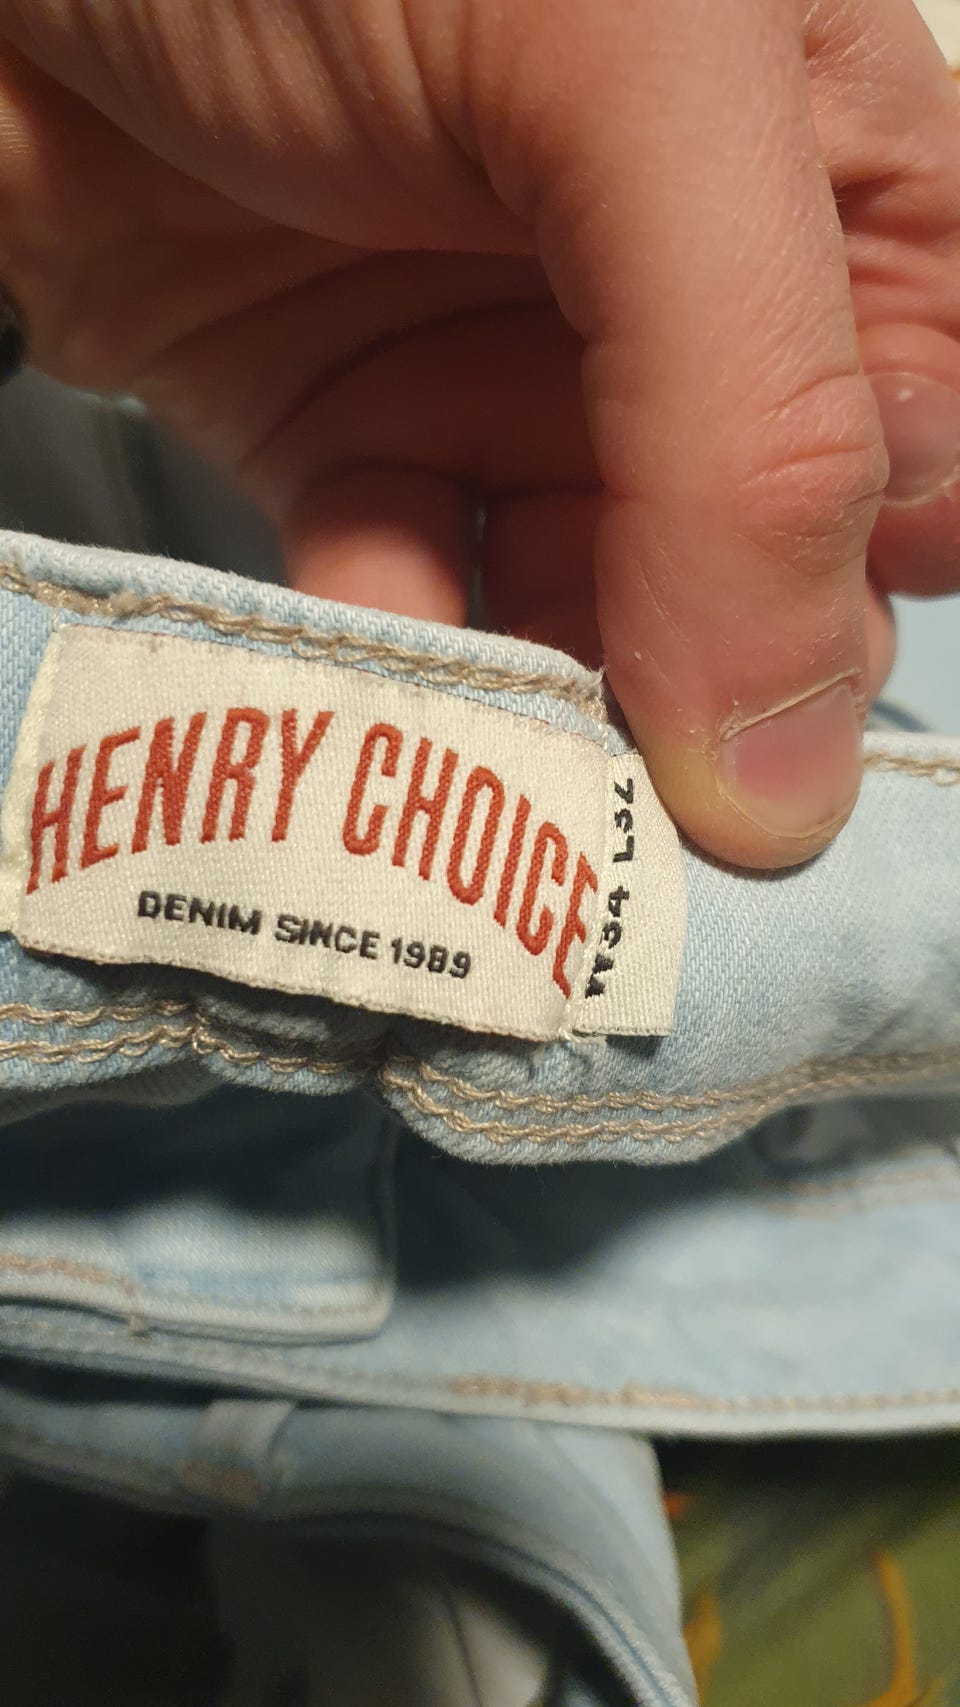 HENRY CHOICE
DENIM SINCE 1989
W34 L32